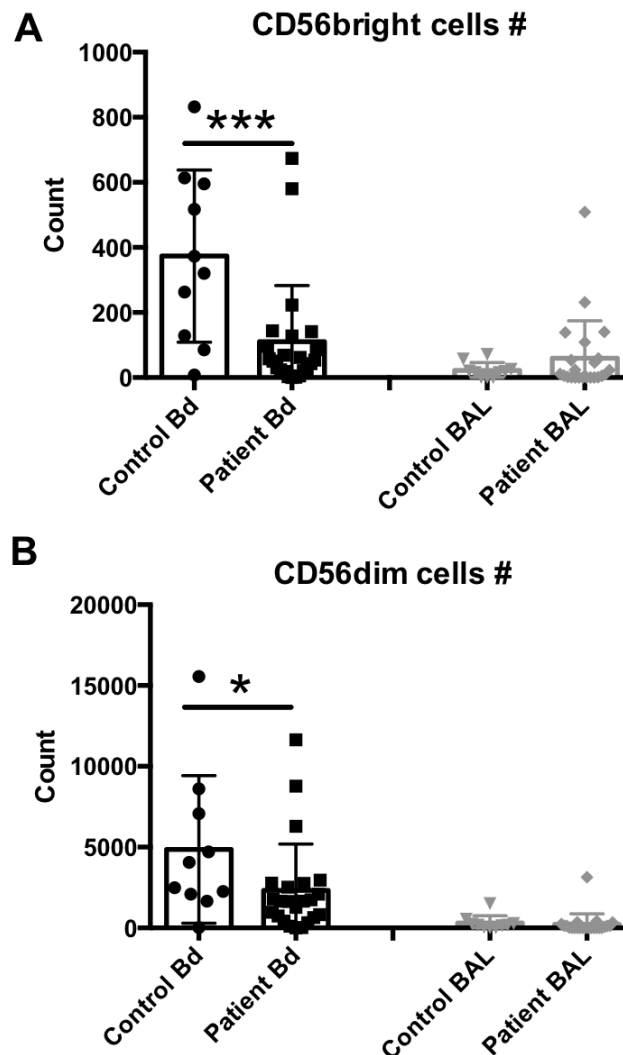 A
CD56bright cells #
Count
1000
800
600
400
200
0
***
Control Bd
Patient Bd
Control BAL
Patient BAL
B
CD56dim cells #
Count
20000
15000
10000
5000
0
*
Control Bd
Patient Bd
Control BAL
Patient BAL